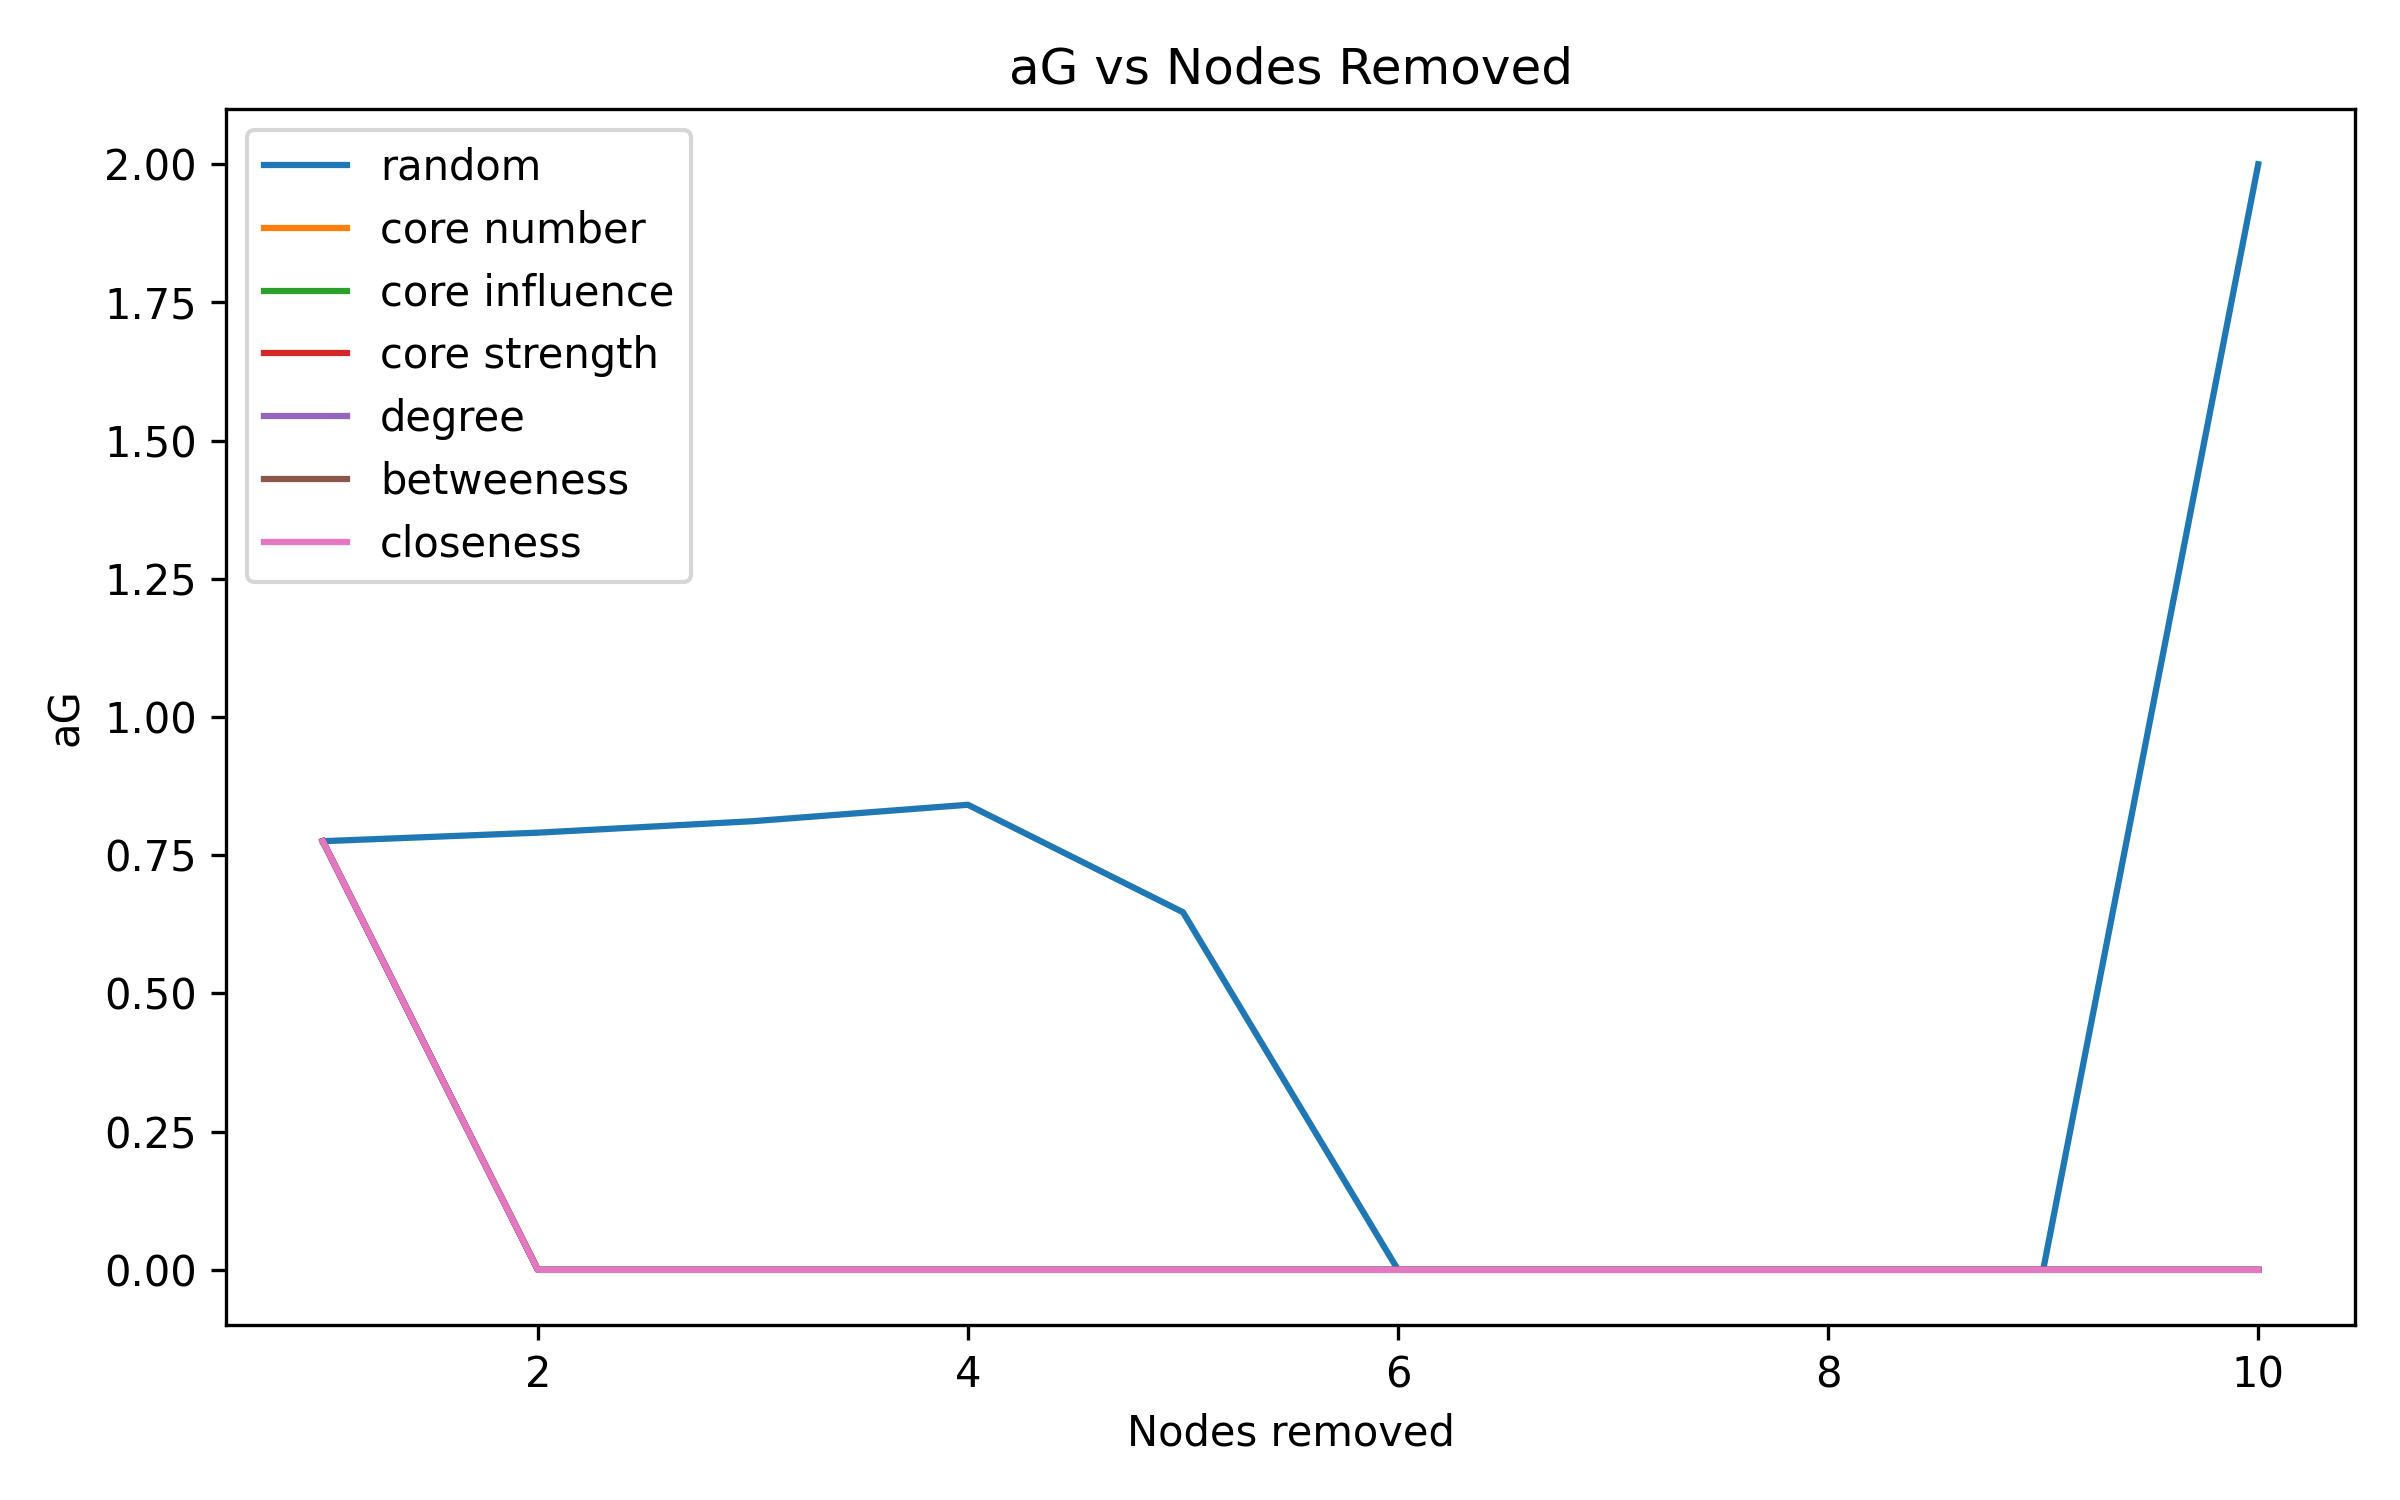 aG vs Nodes Removed
random
core number
core influence
core strength
degree
betweeness
closeness
2.00
1.75
1.50
1.25
1.00
0.75
0.50
0.25
0.00
aG
2 4 6 8 10
Nodes removed